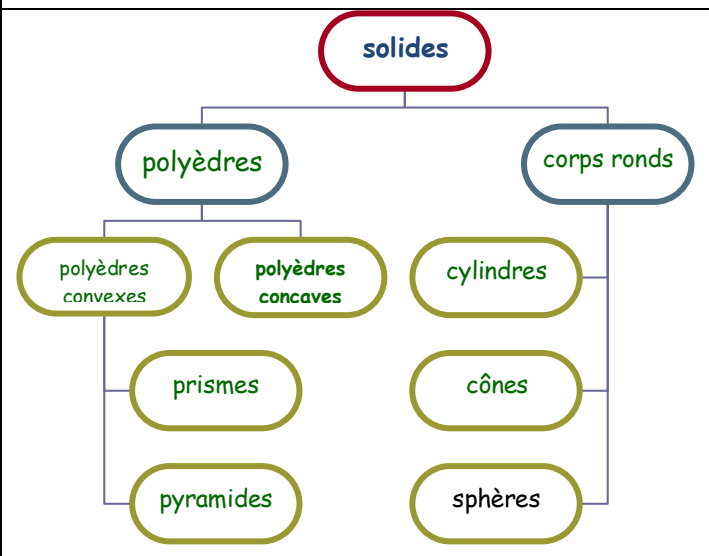 solides
polyèdres
corps ronds
polyèdres
convexes
polyèdres
concaves
cylindres
prismes
cônes
pyramides
sphères